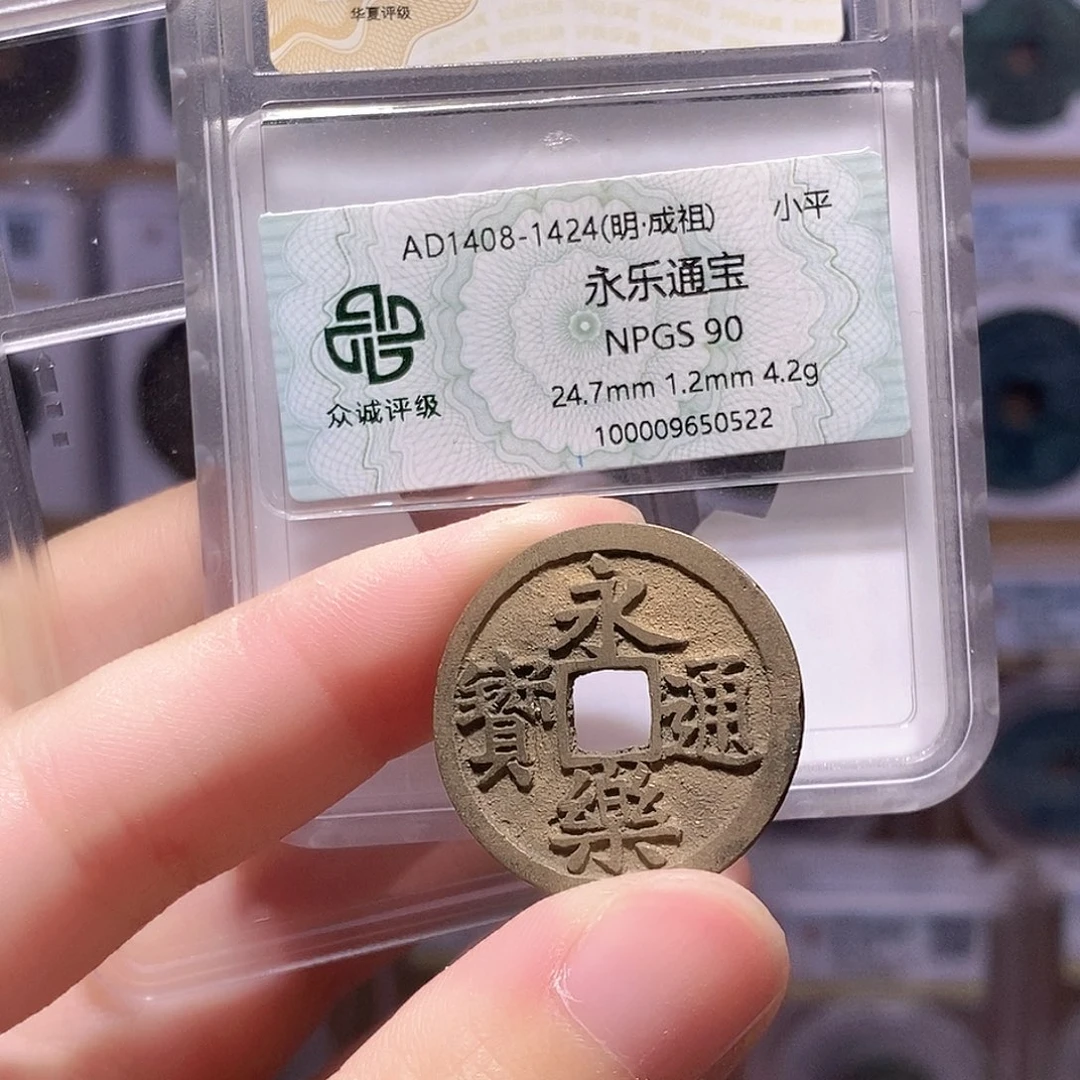 华夏评级
AD1408-1424(明·成祖) 小平
永乐通宝
NPGS 90
24.7mm 1.2mm 4.2g
100009650522
众诚评级
永樂通寶